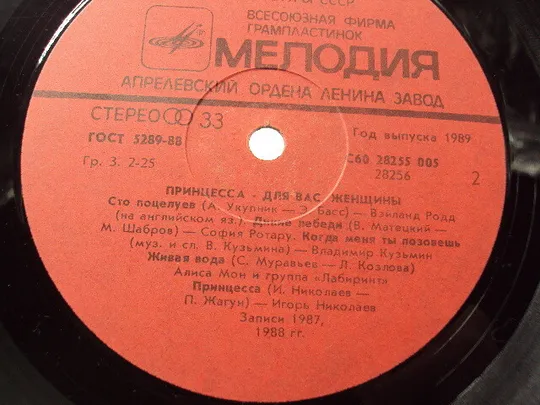 СССР
ВСЕСОЮЗНАЯ ФИРМА
ГРАМПЛАСТИНОК
МЕЛОДИЯ
АПРЕЛЕВСКИЙ ОРДЕНА ЛЕНИНА ЗАВОД
СТЕРЕО 33
ГОСТ 5289-88
Год выпуска 1989
Гр. 3. 2-25
С60 28255 005
28256
2
ПРИНЦЕССА - ДЛЯ ВАС, ЖЕНЩИНЫ
Сто поцелуев (А. Укупник — Э. Басс) — Вэйланд Родд
(на английском яз.). Дикие лебеди (В. Матецкий —
М. Шабров) — София Ротару. Когда меня ты позовешь
(муз. и сл. В. Кузьмина) — Владимир Кузьмин
Живая вода (С. Муравьев — Л. Козлова)
Алиса Мон и группа «Лабиринт»
Принцесса (И. Николаев —
П. Жагун) — Игорь Николаев
Записи 1987,
1988 гг.